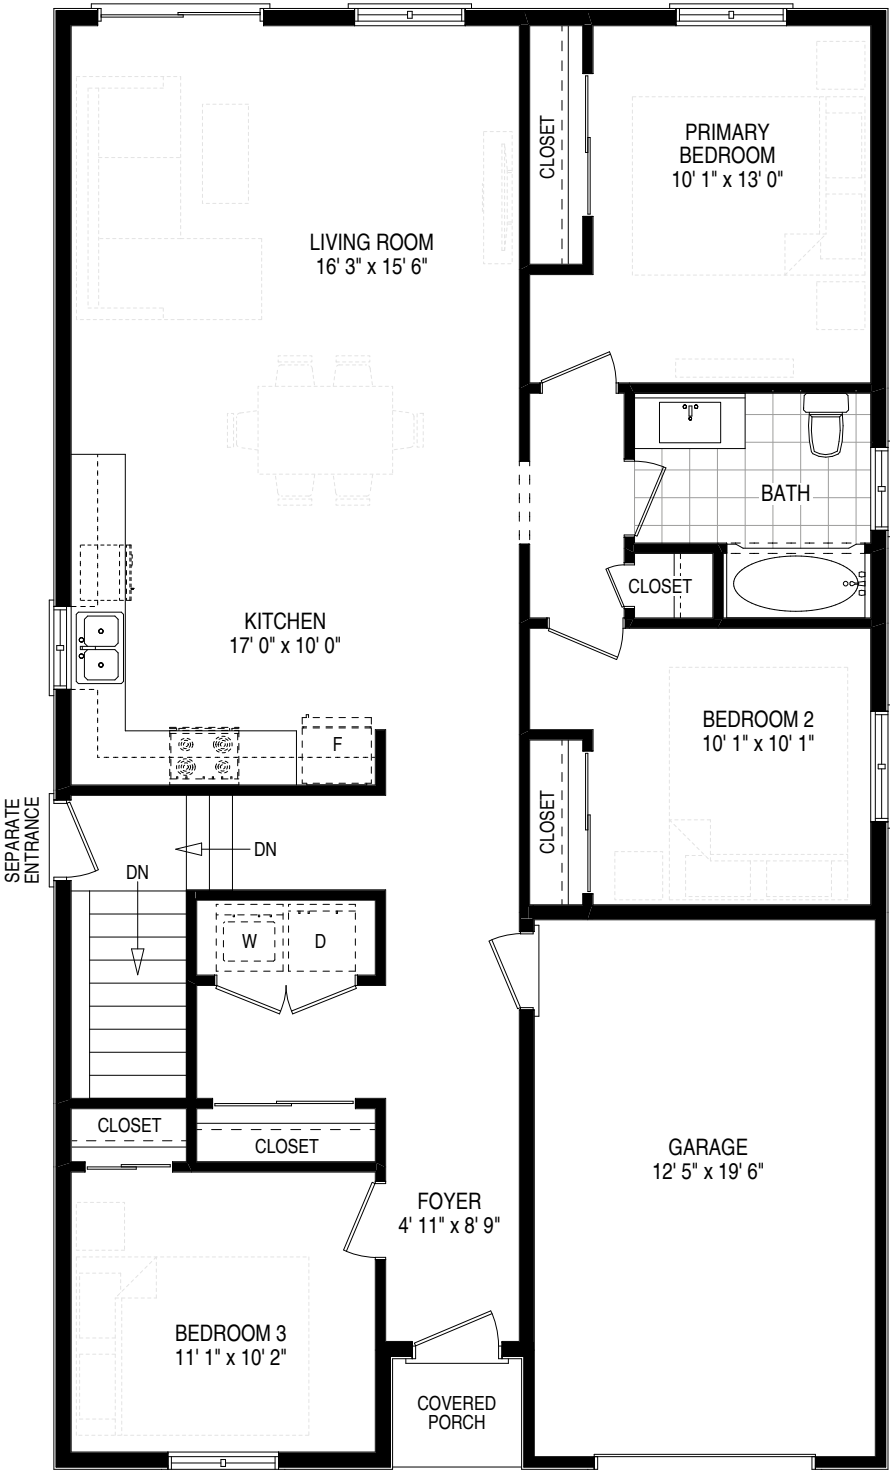 CLOSET
PRIMARY
BEDROOM
10' 1" x 13' 0"
LIVING ROOM
16' 3" x 15' 6"
BATH
CLOSET
KITCHEN
17' 0" x 10' 0"
BEDROOM 2
10' 1" x 10' 1"
F
CLOSET
SEPARATE
ENTRANCE
DN
DN
W
D
CLOSET
CLOSET
GARAGE
12' 5" x 19' 6"
FOYER
4' 11" x 8' 9"
BEDROOM 3
11' 1" x 10' 2"
COVERED
PORCH